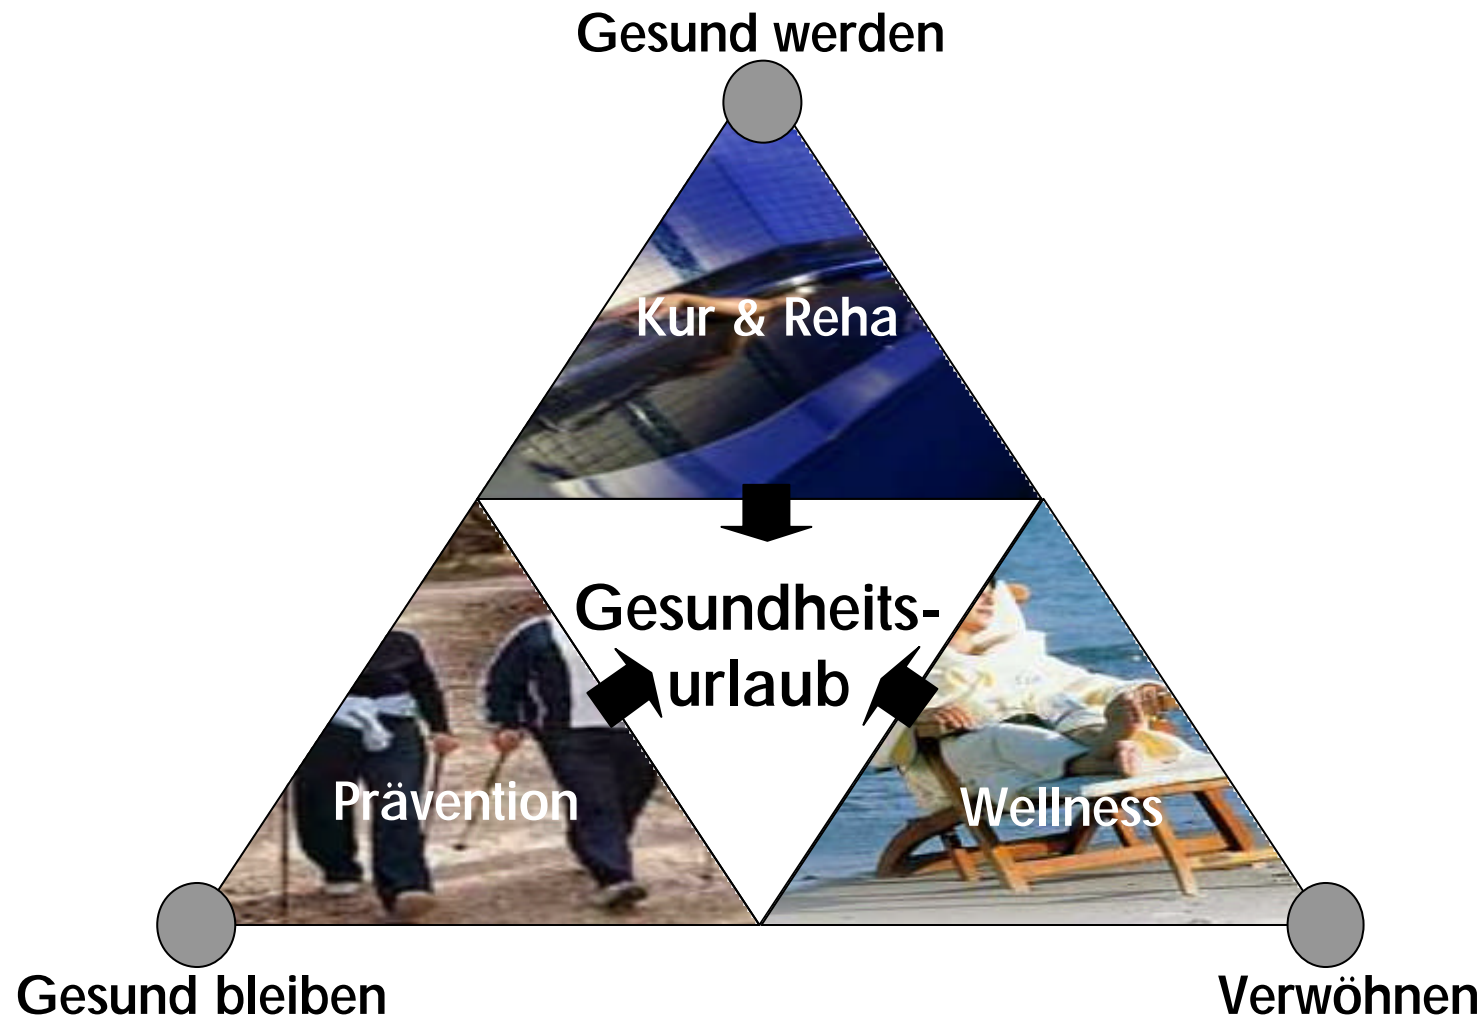 Gesund werden
Kur & Reha
Gesundheits-
urlaub
Prävention
Wellness
Gesund bleiben
Verwöhnen